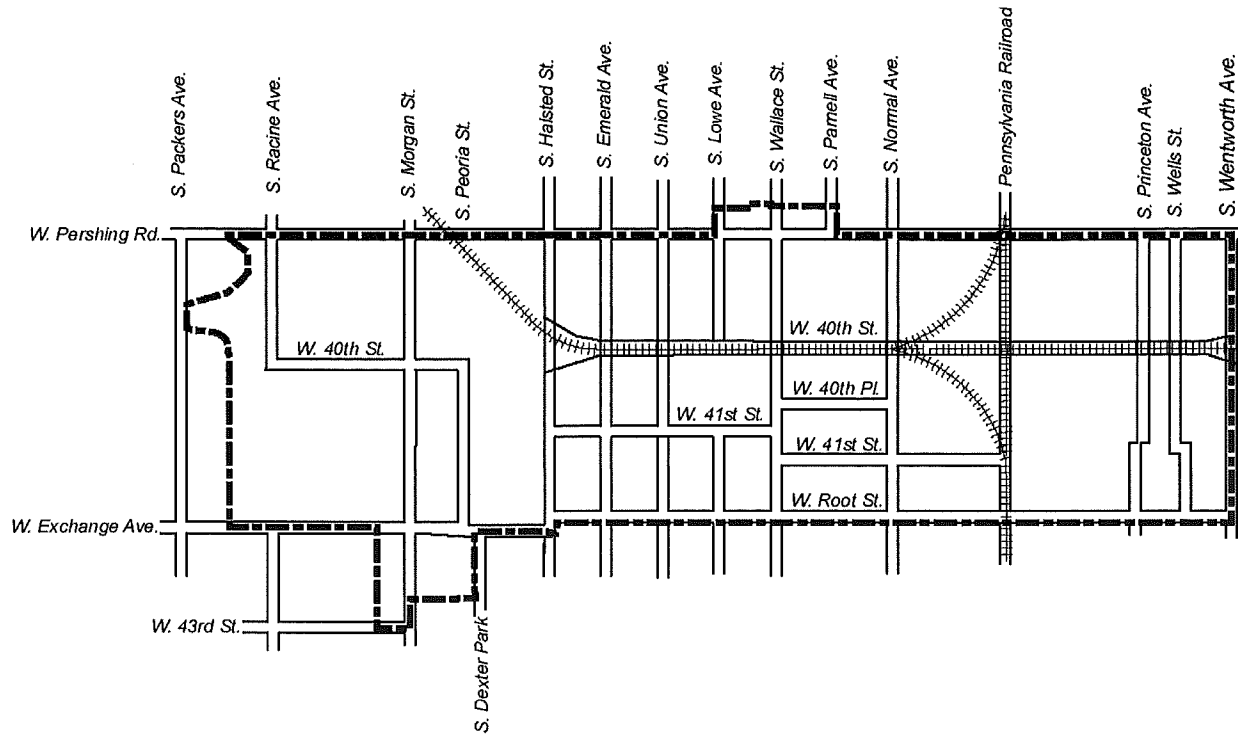 S. Packers Ave.
S. Racine Ave.
S. Morgan St.
S. Peoria St.
S. Halsted St.
S. Emerald Ave.
S. Union Ave.
S. Lowe Ave.
S. Wallace St.
S. Parnell Ave.
S. Normal Ave.
Pennsylvania Railroad
S. Princeton Ave.
S. Wells St.
S. Wentworth Ave.
W. Pershing Rd.
W. 40th St.
W. 40th St.
W. 40th Pl.
W. 41st St.
W. 41st St.
W. Root St.
W. Exchange Ave.
W. 43rd St.
S. Dexter Park